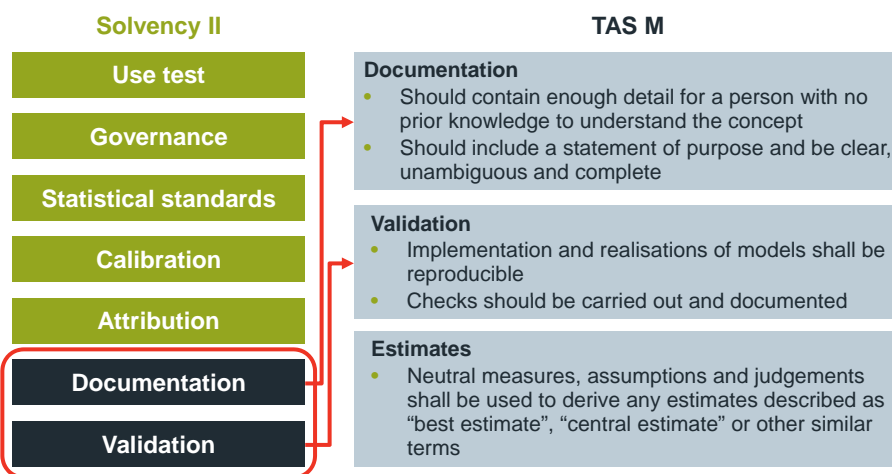 Solvency II
Use test
Governance
Statistical standards
Calibration
Attribution
Documentation
Validation
TAS M
Documentation
• Should contain enough detail for a person with no
prior knowledge to understand the concept
• Should include a statement of purpose and be clear,
unambiguous and complete
Validation
• Implementation and realisations of models shall be
reproducible
• Checks should be carried out and documented
Estimates
• Neutral measures, assumptions and judgements
shall be used to derive any estimates described as
“best estimate”, “central estimate” or other similar
terms